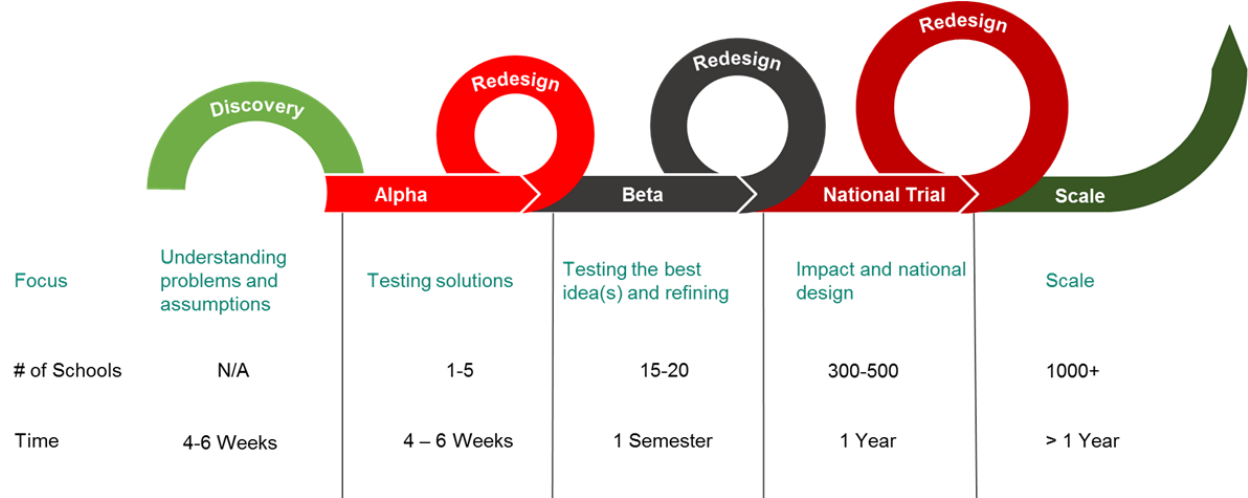 Discovery
Redesign
Redesign
Redesign
Alpha
Beta
National Trial
Scale
Focus
Understanding
problems and
assumptions
Testing solutions
Testing the best
idea(s) and refining
Impact and national
design
Scale
# of Schools
N/A
1-5
15-20
300-500
1000+
Time
4-6 Weeks
4 – 6 Weeks
1 Semester
1 Year
> 1 Year